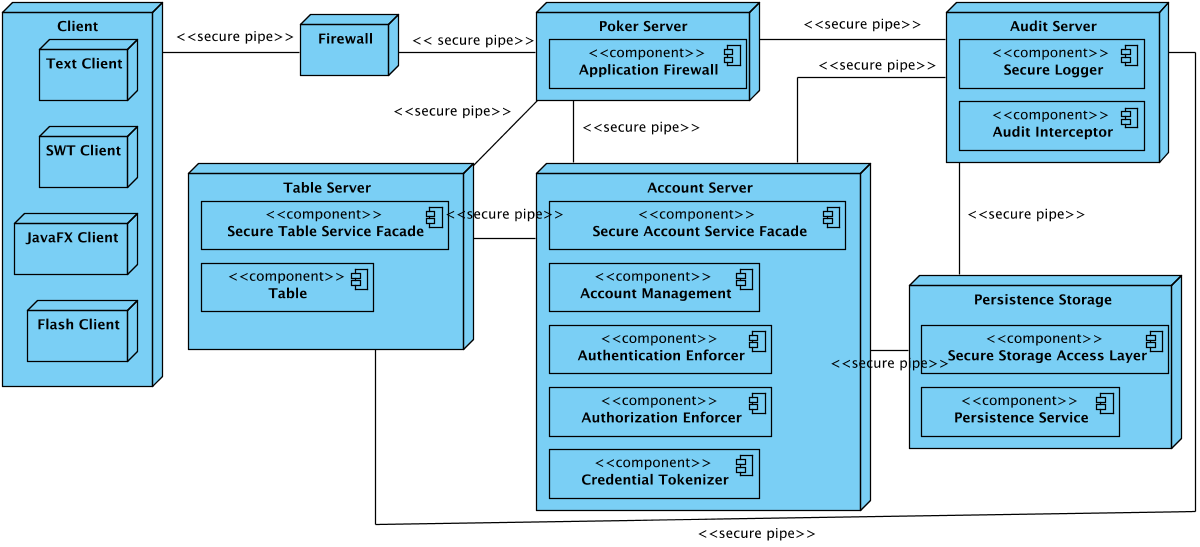 Client
Text Client
SWT Client
JavaFX Client
Flash Client
<<secure pipe>>
Firewall
<< secure pipe>>
Poker Server
<<component>>
Application Firewall
<<secure pipe>>
<<secure pipe>>
Audit Server
<<component>>
Secure Logger
<<component>>
Audit Interceptor
<<secure pipe>>
<<secure pipe>>
Table Server
<<component>>
Secure Table Service Facade
<<component>>
Table
<<secure pipe>>
Account Server
<<component>>
Secure Account Service Facade
<<component>>
Account Management
<<component>>
Authentication Enforcer
<<component>>
Authorization Enforcer
<<component>>
Credential Tokenizer
<<secure pipe>>
<<secure pipe>>
Persistence Storage
<<component>>
Secure Storage Access Layer
<<component>>
Persistence Service
<<secure pipe>>